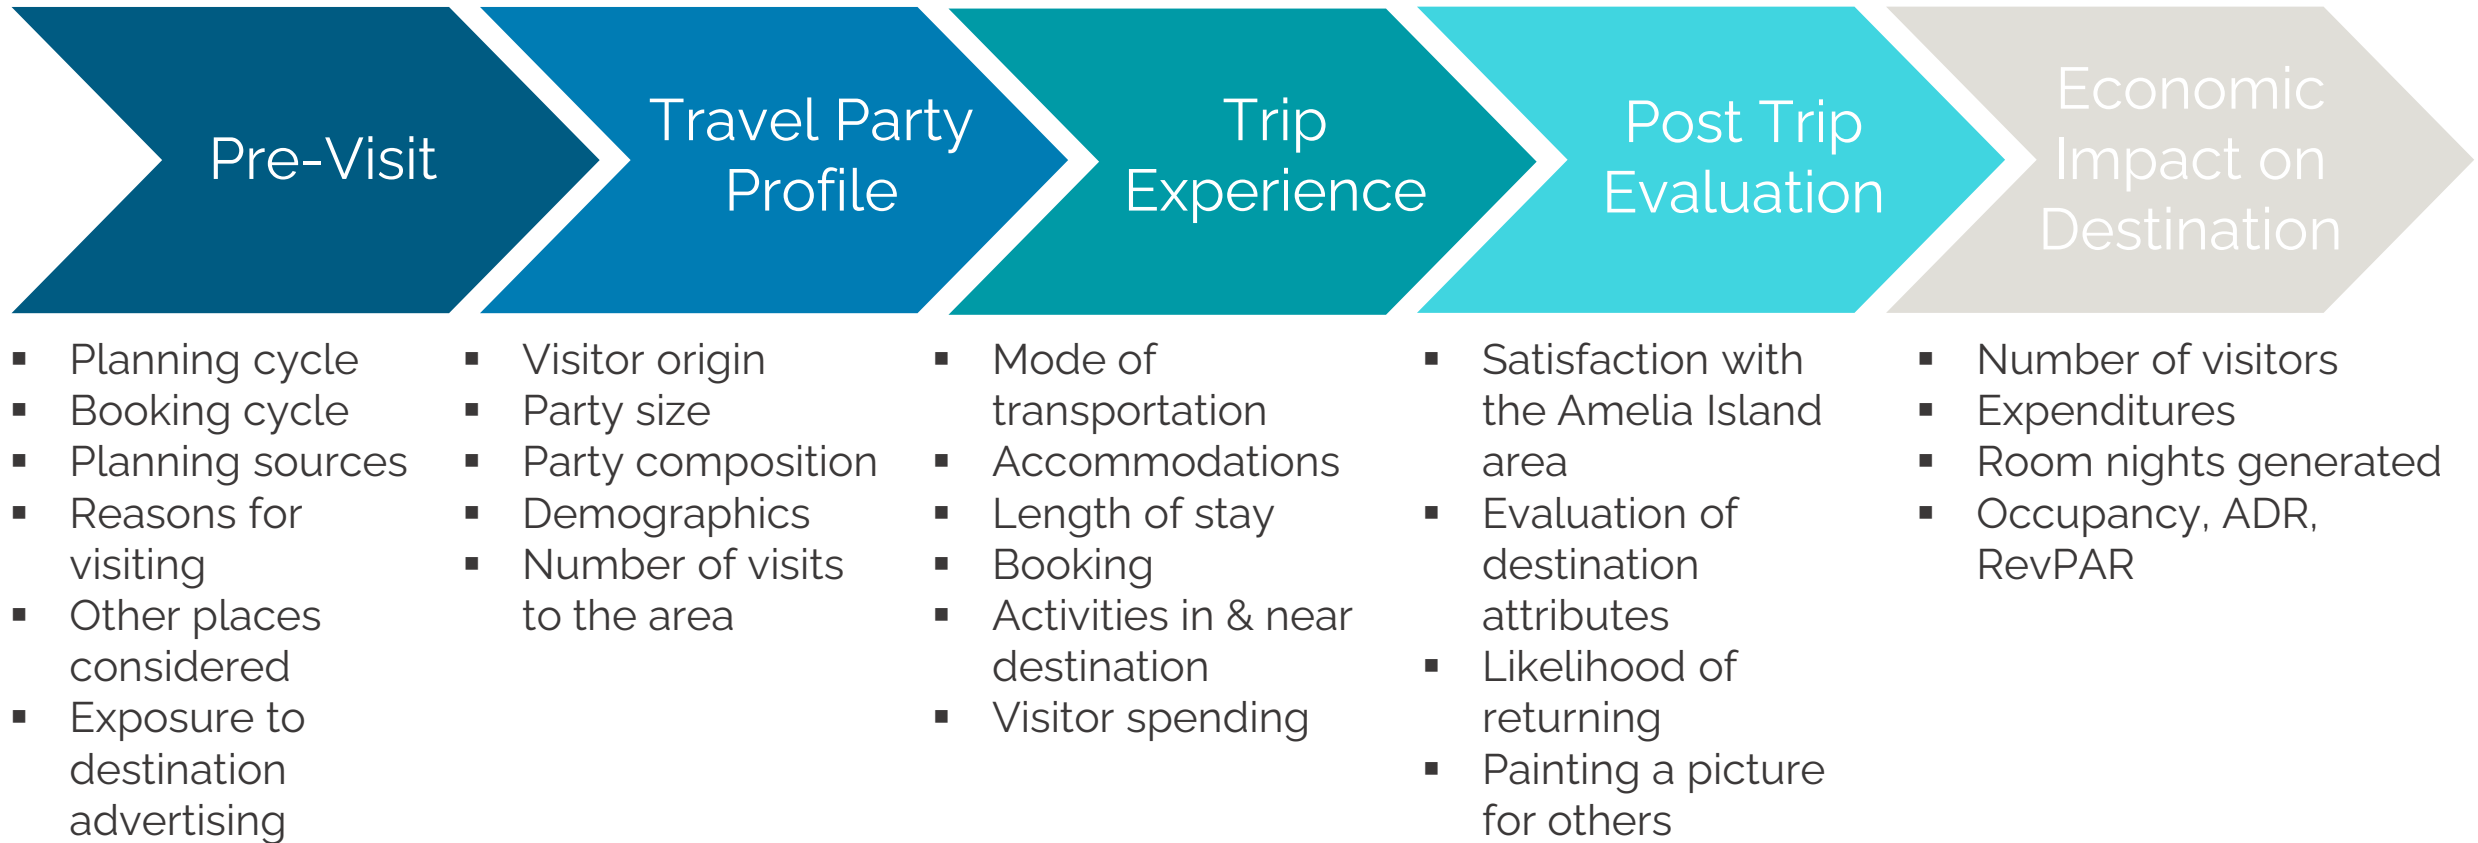 Pre-Visit
Travel Party
Profile
Trip
Experience
Post Trip
Evaluation
Economic
Impact on
Destination
▪ Planning cycle
▪ Booking cycle
▪ Planning sources
▪ Reasons for
visiting
▪ Other places
considered
▪ Exposure to
destination
advertising
▪ Visitor origin
▪ Party size
▪ Party composition
▪ Demographics
▪ Number of visits
to the area
▪ Mode of
transportation
▪ Accommodations
▪ Length of stay
▪ Booking
▪ Activities in & near
destination
▪ Visitor spending
▪ Satisfaction with
the Amelia Island
area
▪ Evaluation of
destination
attributes
▪ Likelihood of
returning
▪ Painting a picture
for others
▪ Number of visitors
▪ Expenditures
▪ Room nights generated
▪ Occupancy, ADR,
RevPAR